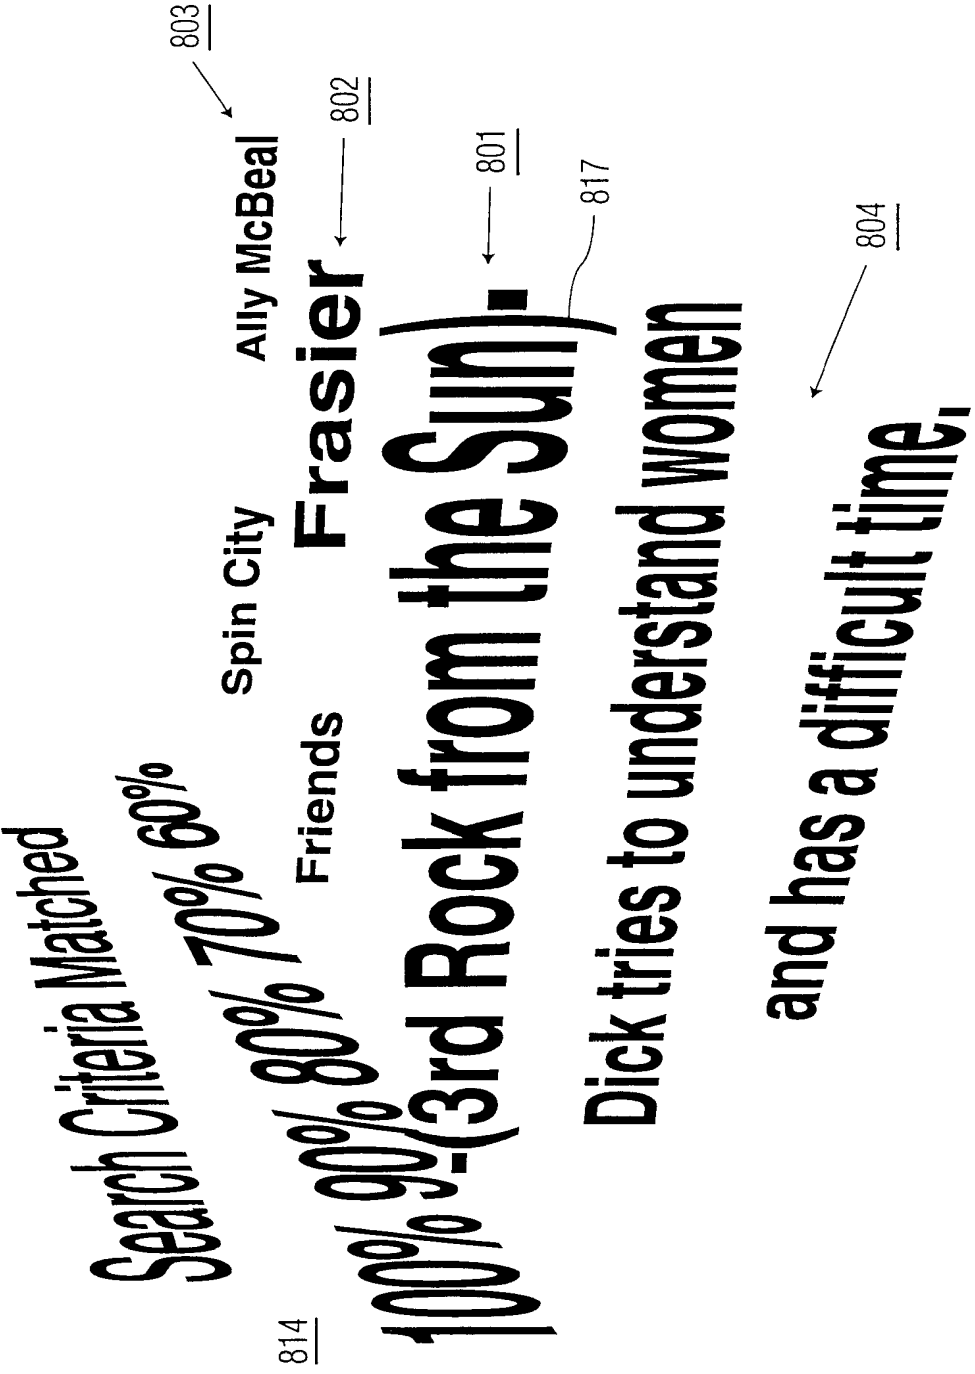 Search Criteria Matched
814
100% 90% 80% 70% 60%
Spin City
Ally McBeal
803
Friends
Frasier
802
-(3rd Rock from the Sun)-
801
817
Dick tries to understand women
and has a difficult time.
804